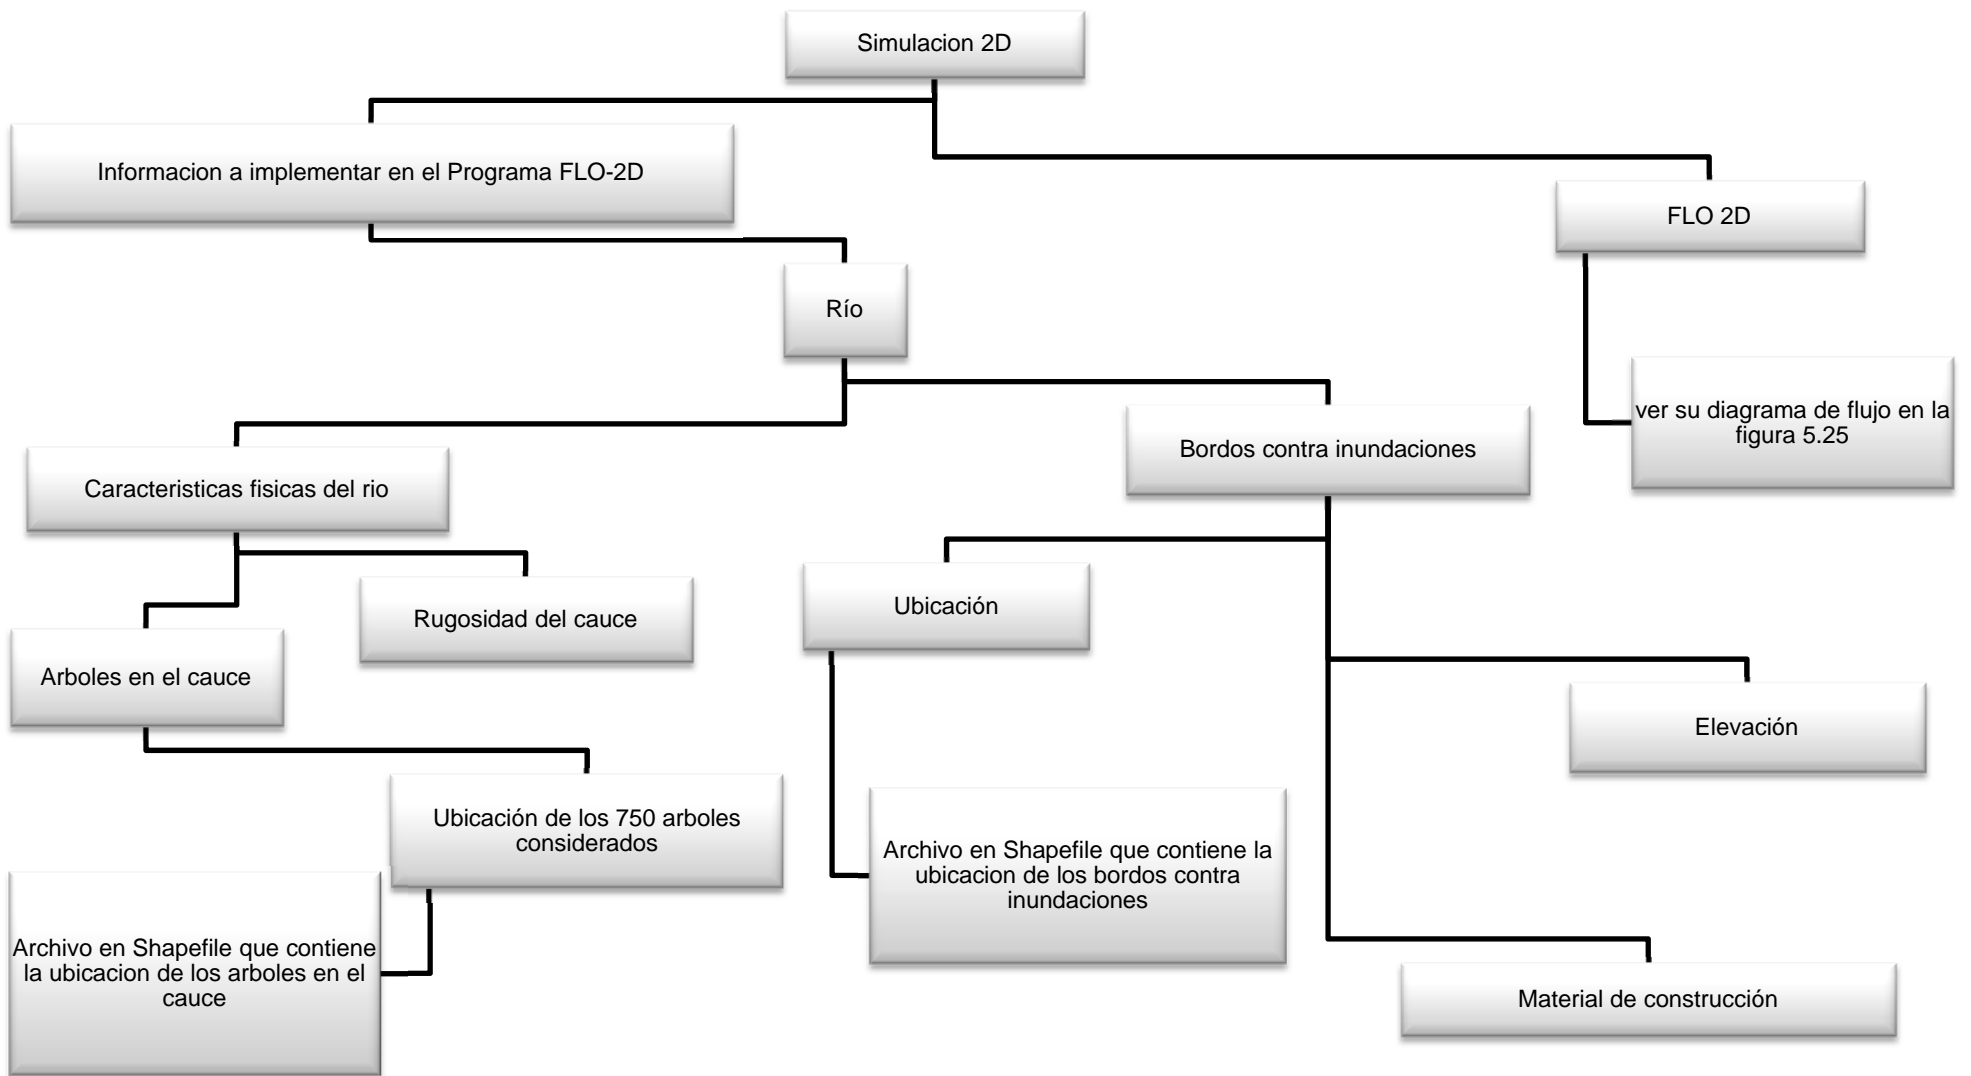 Simulacion 2D
Informacion a implementar en el Programa FLO-2D
FLO 2D
Río
ver su diagrama de flujo en la
figura 5.25
Bordos contra inundaciones
Caracteristicas fisicas del rio
Ubicación
Rugosidad del cauce
Arboles en el cauce
Elevación
Ubicación de los 750 arboles
considerados
Archivo en Shapefile que contiene la
ubicacion de los bordos contra
inundaciones
Archivo en Shapefile que contiene
la ubicacion de los arboles en el
cauce
Material de construcción